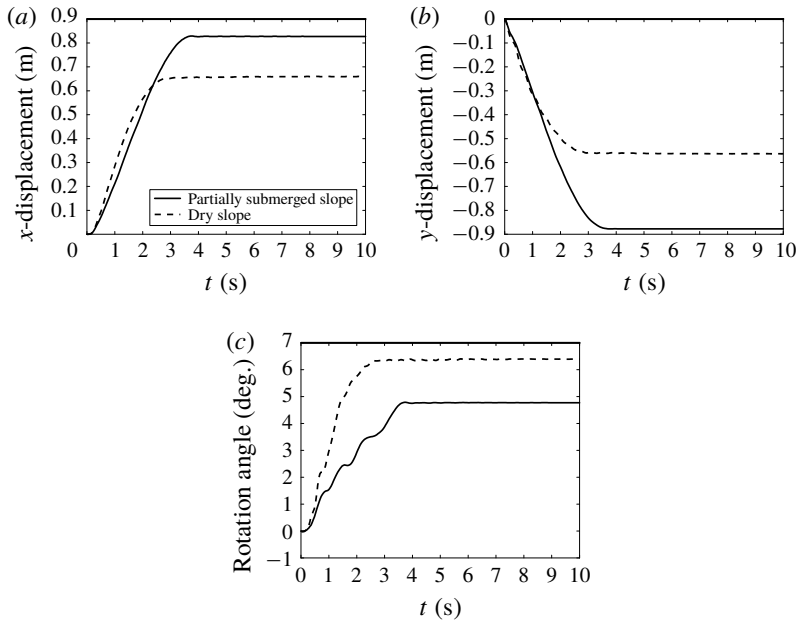 (a)
0.9
0.8
0.7
0.6
0.5
0.4
0.3
0.2
0.1
x-displacement (m)
Partially submerged slope
Dry slope
0 1 2 3 4 5 6 7 8 9 10
t (s)
(b)
0
−0.1
−0.2
−0.3
−0.4
−0.5
−0.6
−0.7
−0.8
−0.9
y-displacement (m)
0 1 2 3 4 5 6 7 8 9 10
t (s)
(c)
7
6
5
4
3
2
1
0
−1
Rotation angle (deg.)
0 1 2 3 4 5 6 7 8 9 10
t (s)